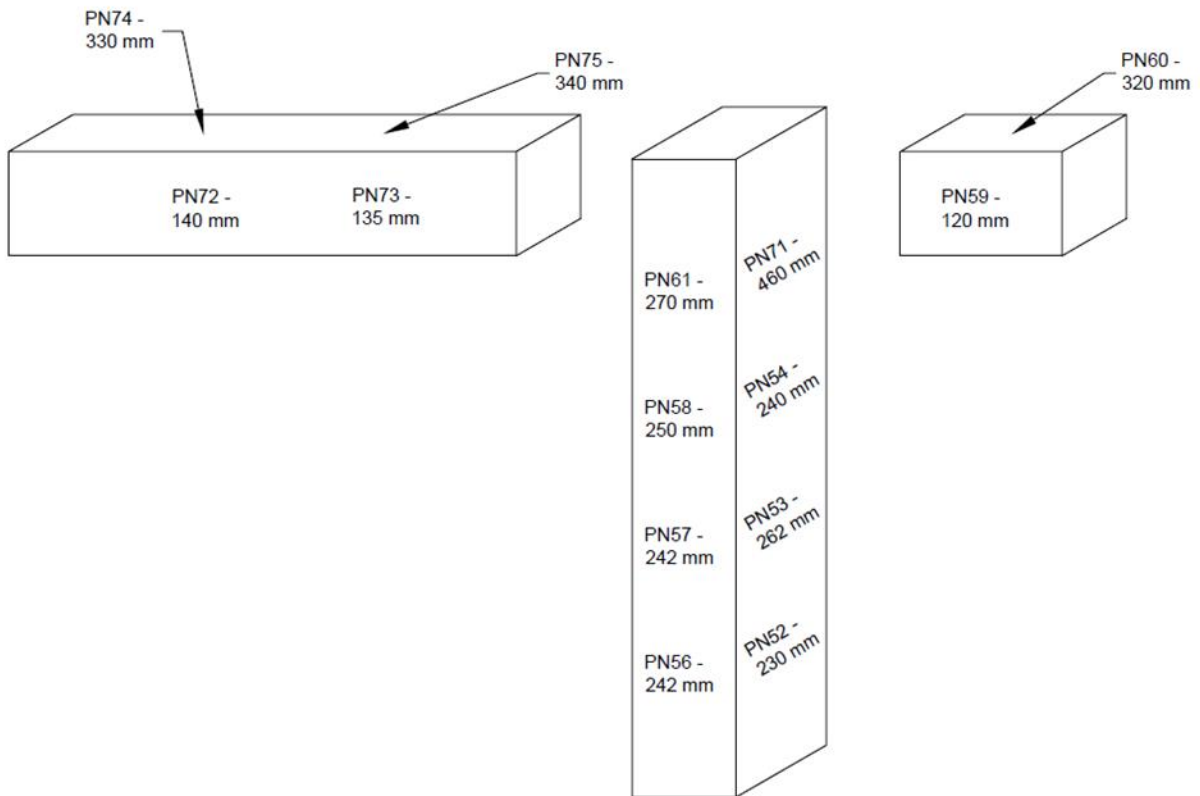 PN74 -
330 mm
PN75 -
340 mm
PN60 -
320 mm
PN72 -
140 mm
PN73 -
135 mm
PN59 -
120 mm
PN61 -
270 mm
PN71 -
460 mm
PN58 -
250 mm
PN54 -
240 mm
PN57 -
242 mm
PN53 -
262 mm
PN56 -
242 mm
PN52 -
230 mm